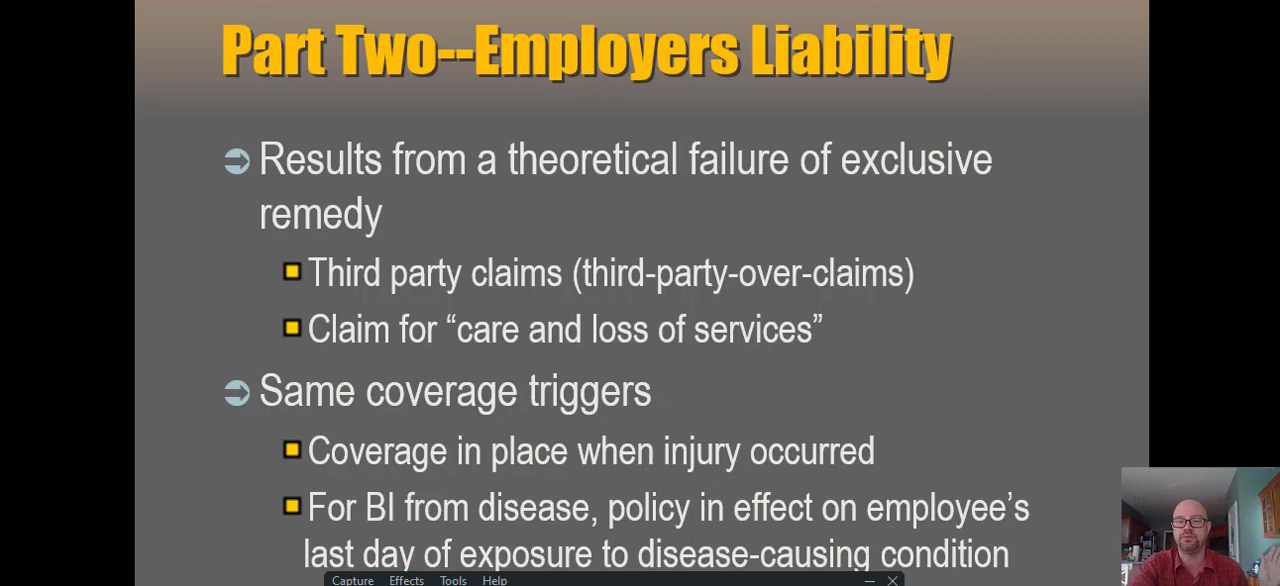 Part Two--Employers Liability
Results from a theoretical failure of exclusive
remedy
Third party claims (third-party-over-claims)
Claim for “care and loss of services”
Same coverage triggers
Coverage in place when injury occurred
For BI from disease, policy in effect on employee’s
last day of exposure to disease-causing condition
Capture Effects Tools Help